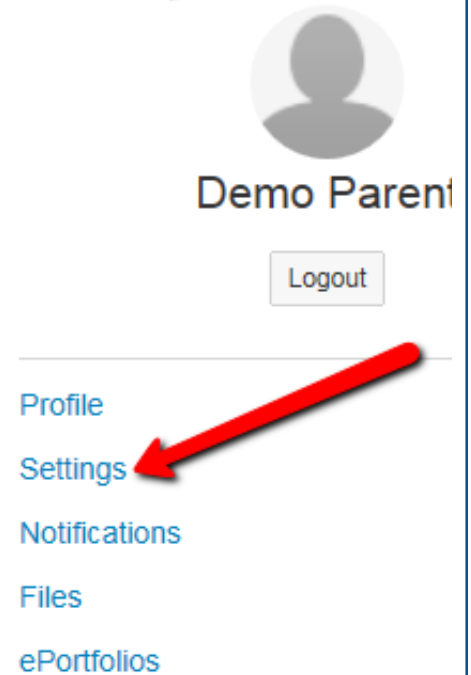 Demo Parent
Logout
Profile
Settings
Notifications
Files
ePortfolios